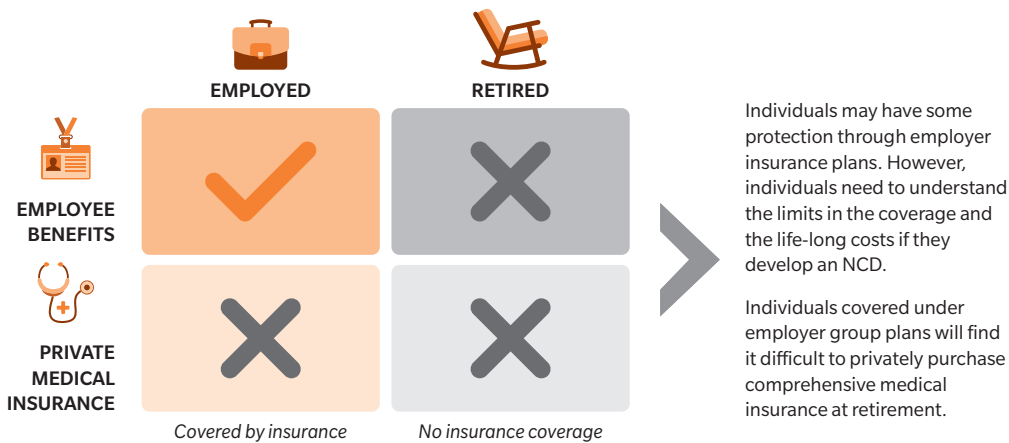 EMPLOYED
RETIRED
EMPLOYEE
BENEFITS
PRIVATE
MEDICAL
INSURANCE
Covered by insurance
No insurance coverage
Individuals may have some
protection through employer
insurance plans. However,
individuals need to understand
the limits in the coverage and
the life-long costs if they
develop an NCD.
Individuals covered under
employer group plans will find
it difficult to privately purchase
comprehensive medical
insurance at retirement.